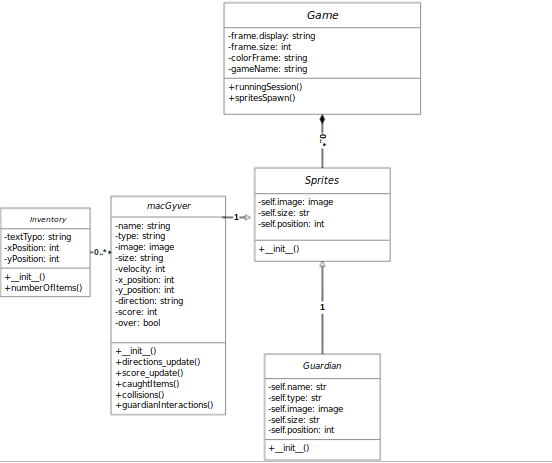 Game
-frame.display: string
-frame.size: int
-colorFrame: string
-gameName: string
+runningSession()
+spritesSpawn()
0..*
Sprites
-self.image: image
-self.size: str
-self.position: int
+__init__()
macGyver
-name: string
-type: string
-image: image
-size: string
-velocity: int
-x_position: int
-y_position: int
-direction: string
-score: int
-over: bool
+__init__()
+directions_update()
+score_update()
+caughtItems()
+collisions()
+guardianInteractions()
1
Inventory
-textTypo: string
-xPosition: int
-yPosition: int
+__init__()
+numberOfItems()
0..*
1
Guardian
-self.name: str
-self.type: str
-self.image: image
-self.size: str
-self.position: int
+__init__()